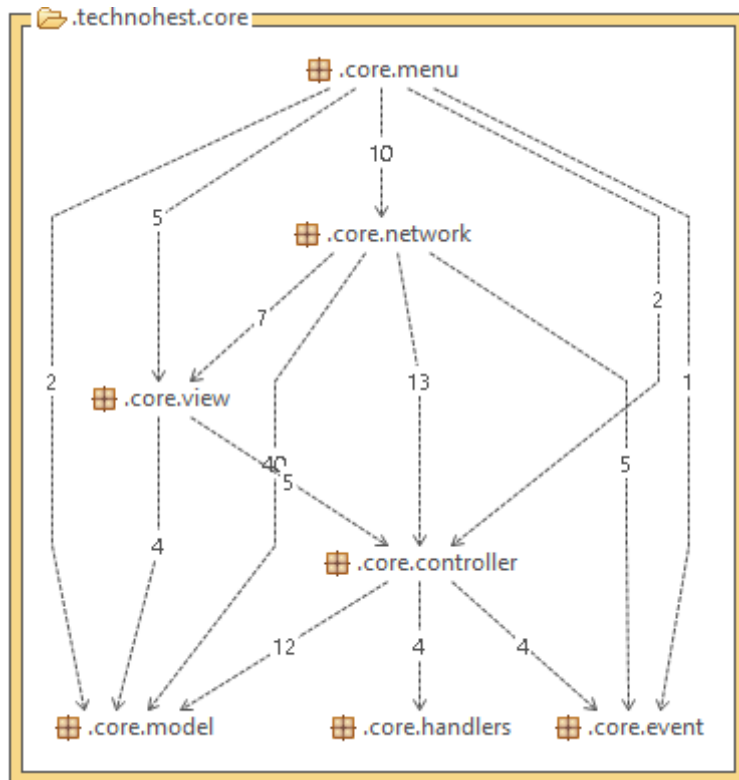 .technohest.core
.core.menu
10
5
.core.network
2
7
2
13
1
.core.view
40
5
5
4
.core.controller
12
4
4
.core.model
.core.handlers
.core.event